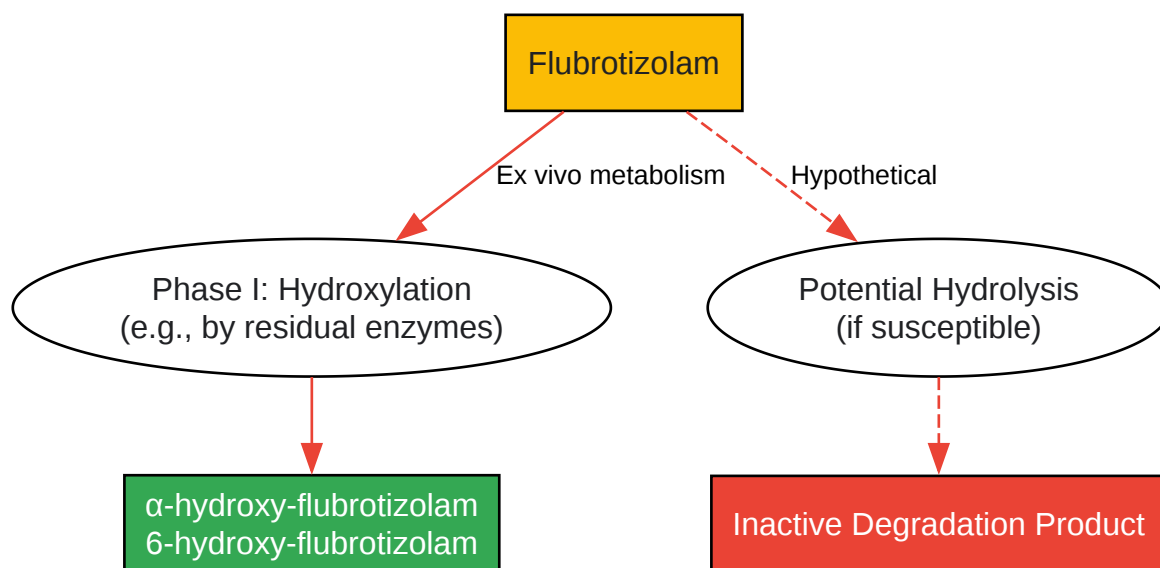 Flubrotizolam
Ex vivo metabolism
Hypothetical
Phase I: Hydroxylation
(e.g., by residual enzymes)
Potential Hydrolysis
(if susceptible)
α-hydroxy-flubrotizolam
6-hydroxy-flubrotizolam
Inactive Degradation Product